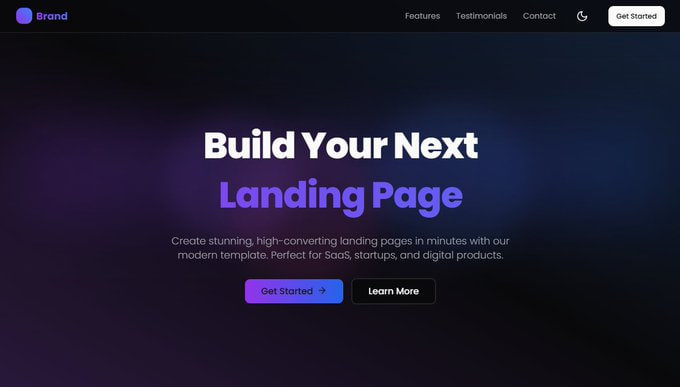 Brand
Features
Testimonials
Contact
Get Started
Build Your Next
Landing Page
Create stunning, high-converting landing pages in minutes with our
modern template. Perfect for SaaS, startups, and digital products.
Get Started →
Learn More